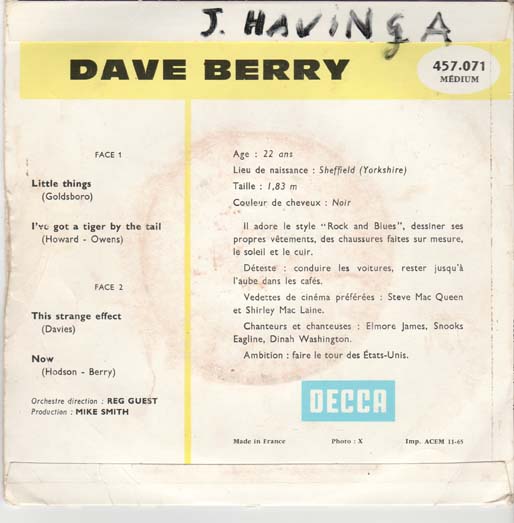 J. HAVINGA
DAVE BERRY
457.071
MÉDIUM
FACE 1
Little things
(Goldsboro)
I've got a tiger by the tail
(Howard - Owens)
FACE 2
This strange effect
(Davies)
Now
(Hodson - Berry)
Orchestre direction : REG GUEST
Production : MIKE SMITH
Age : 22 ans
Lieu de naissance : Sheffield (Yorkshire)
Taille : 1,83 m
Couleur de cheveux : Noir
Il adore le style "Rock and Blues", dessiner ses
propres vêtements, des chaussures faites sur mesure,
le soleil et le cuir.
Déteste : conduire les voitures, rester jusqu'à
l'aube dans les cafés.
Vedettes de cinéma préférées : Steve Mac Queen
et Shirley Mac Laine.
Chanteurs et chanteuses : Elmore James, Snooks
Eagline, Dinah Washington.
Ambition : faire le tour des États-Unis.
DECCA
Made in France Photo : X Imp. ACEM 11-65